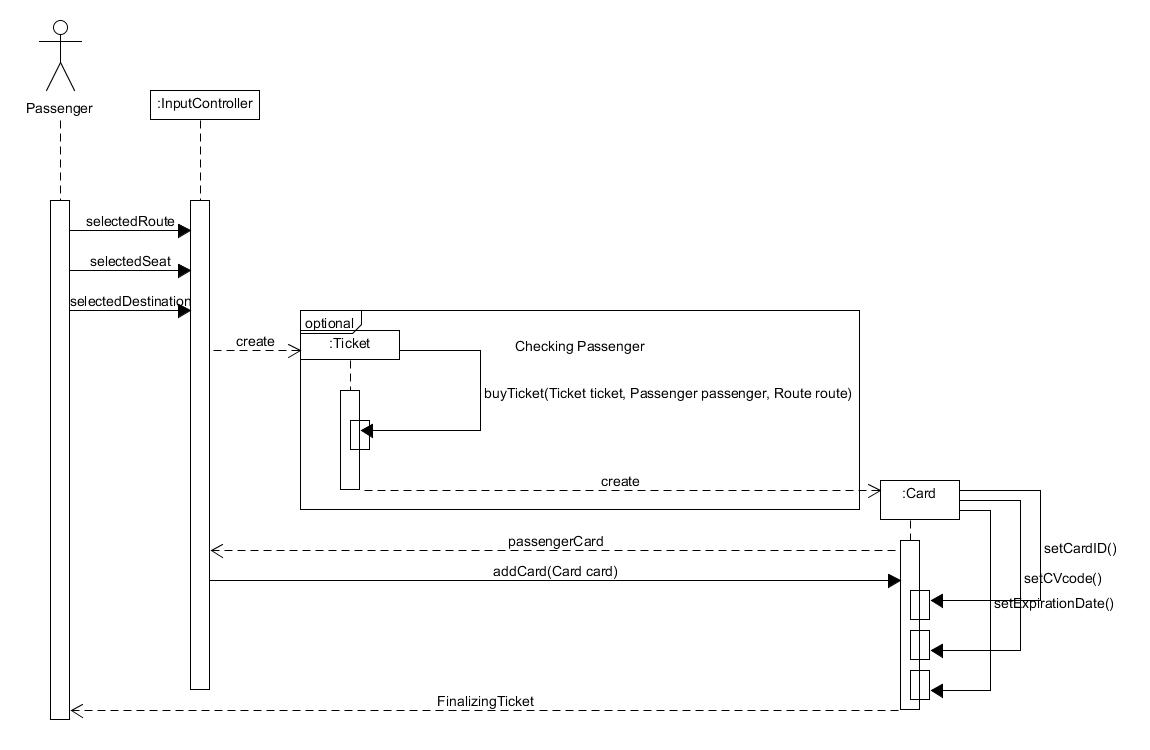 Passenger
:InputController
selectedRoute
selectedSeat
selectedDestination
optional
create
:Ticket
Checking Passenger
buyTicket(Ticket ticket, Passenger passenger, Route route)
create
:Card
passengerCard
setCardID()
addCard(Card card)
setCVcode()
setExpirationDate()
FinalizingTicket